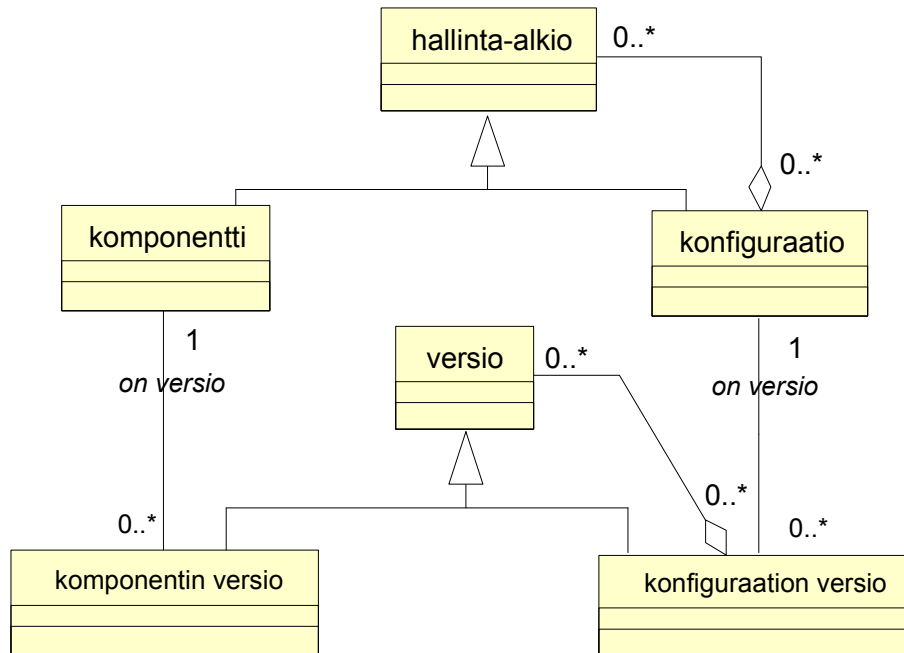 hallinta-alkio
0..*
0..*
komponentti
konfiguraatio
1
on versio
versio
0..*
1
on versio
0..*
0..*
0..*
komponentin versio
konfiguraation versio